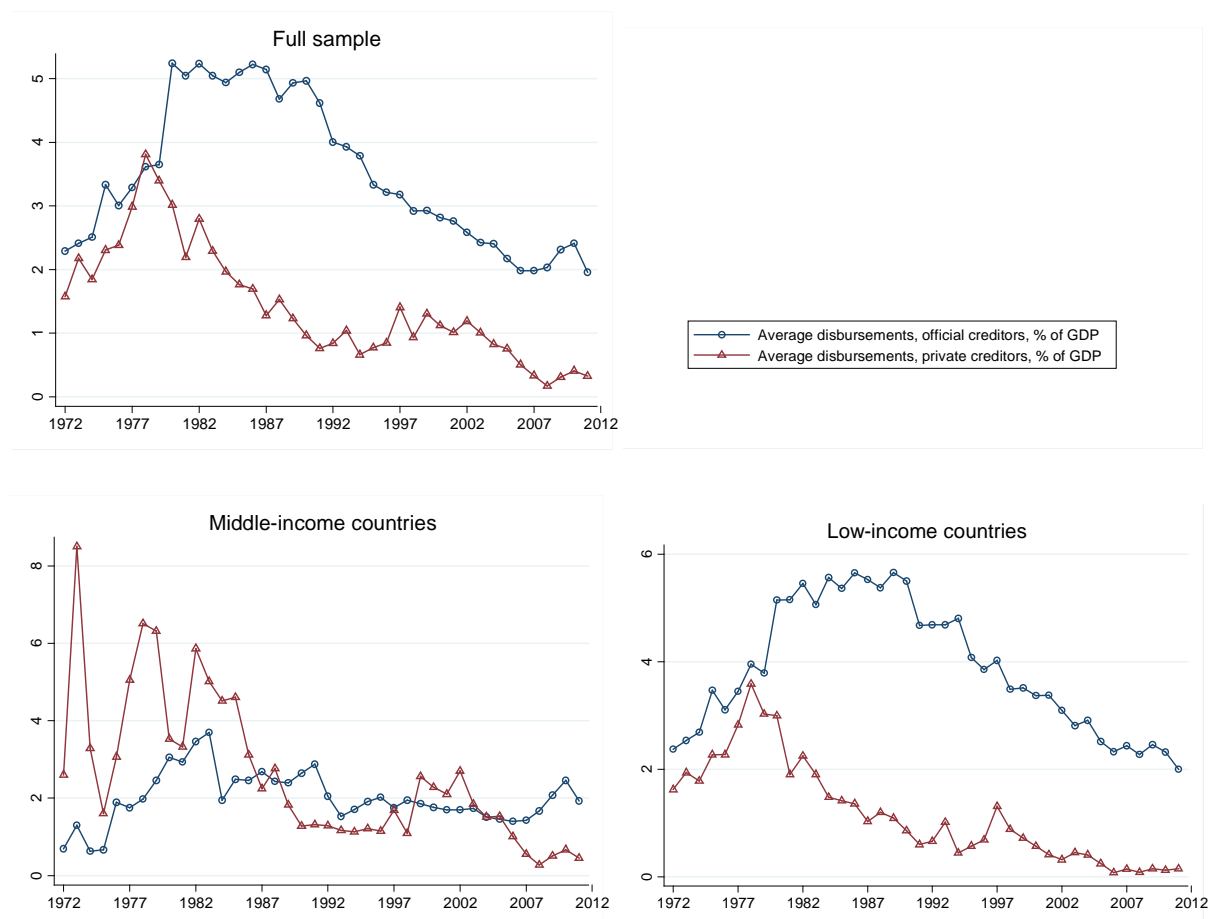 Full sample
5
4
3
2
1
0
1972 1977 1982 1987 1992 1997 2002 2007 2012
Average disbursements, official creditors, % of GDP
Average disbursements, private creditors, % of GDP
Middle-income countries
8
6
4
2
0
1972 1977 1982 1987 1992 1997 2002 2007 2012
Low-income countries
6
4
2
0
1972 1977 1982 1987 1992 1997 2002 2007 2012